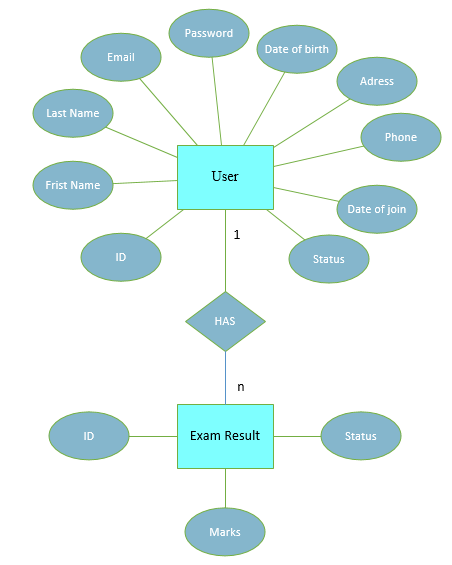 Password
Date of birth
Email
Adress
Last Name
Phone
User
Frist Name
Date of join
1
ID
Status
HAS
n
ID
Exam Result
Status
Marks